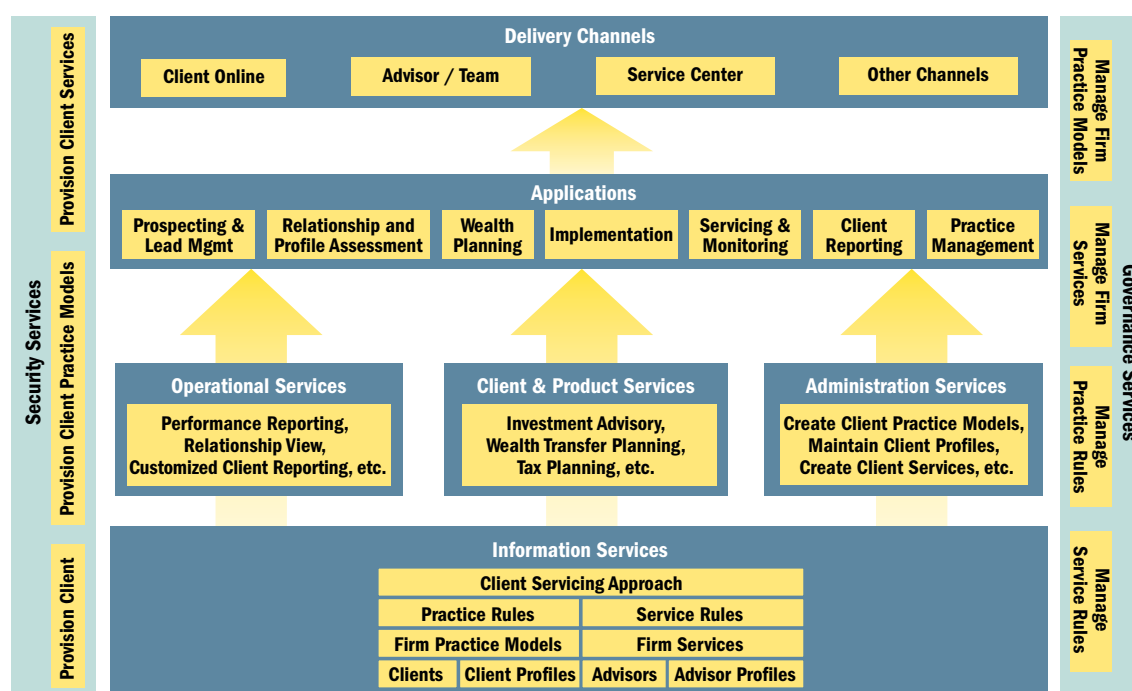 Security Services
Provision Client Services
Provision Client Practice Models
Provision Client
Delivery Channels
Client Online
Advisor / Team
Service Center
Other Channels
Applications
Prospecting &
Lead Mgmt
Relationship and
Profile Assessment
Wealth
Planning
Implementation
Servicing &
Monitoring
Client
Reporting
Practice
Management
Operational Services
Performance Reporting,
Relationship View,
Customized Client Reporting, etc.
Client & Product Services
Investment Advisory,
Wealth Transfer Planning,
Tax Planning, etc.
Administration Services
Create Client Practice Models,
Maintain Client Profiles,
Create Client Services, etc.
Information Services
Client Servicing Approach
Practice Rules
Service Rules
Firm Practice Models
Firm Services
Clients
Client Profiles
Advisors
Advisor Profiles
Manage Firm
Practice Models
Manage Firm
Services
Manage
Practice Rules
Manage
Service Rules
Governance Services